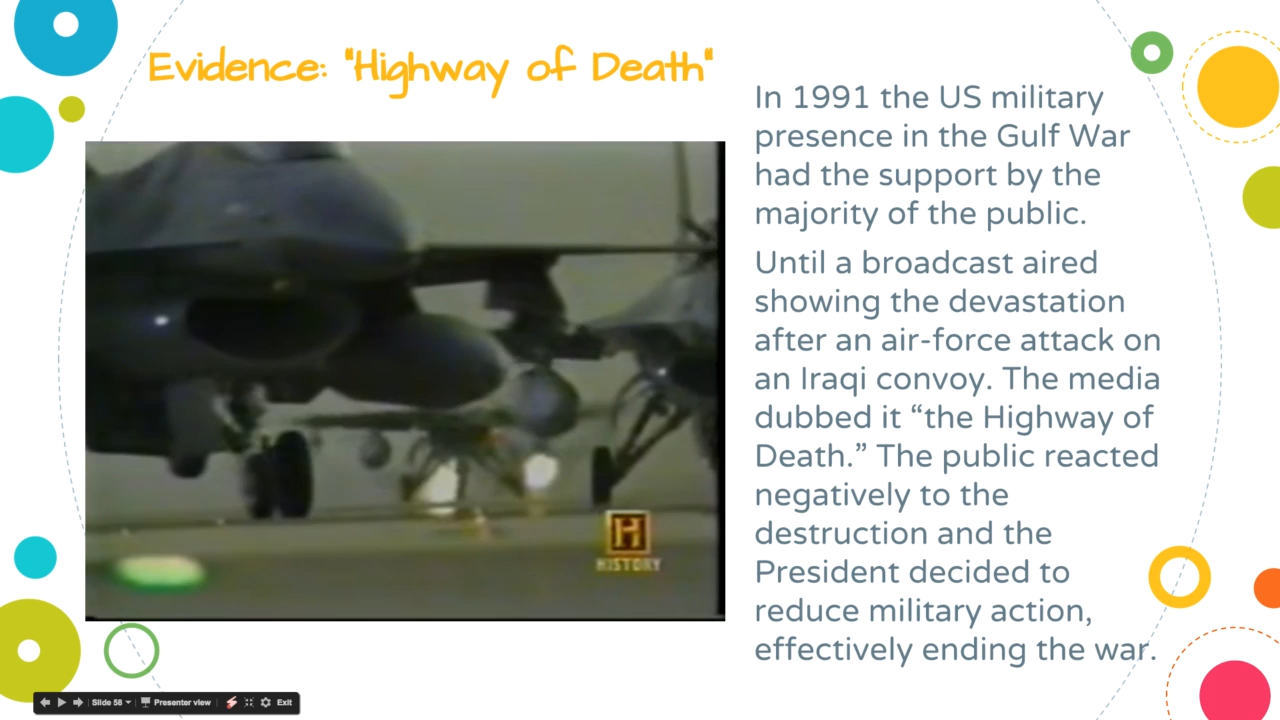 Evidence: "Highway of Death"
In 1991 the US military
presence in the Gulf War
had the support by the
majority of the public.
Until a broadcast aired
showing the devastation
after an air-force attack on
an Iraqi convoy. The media
dubbed it “the Highway of
Death.” The public reacted
negatively to the
destruction and the
President decided to
reduce military action,
effectively ending the war.
H
HISTORY
Slide 58
Presenter view
Exit